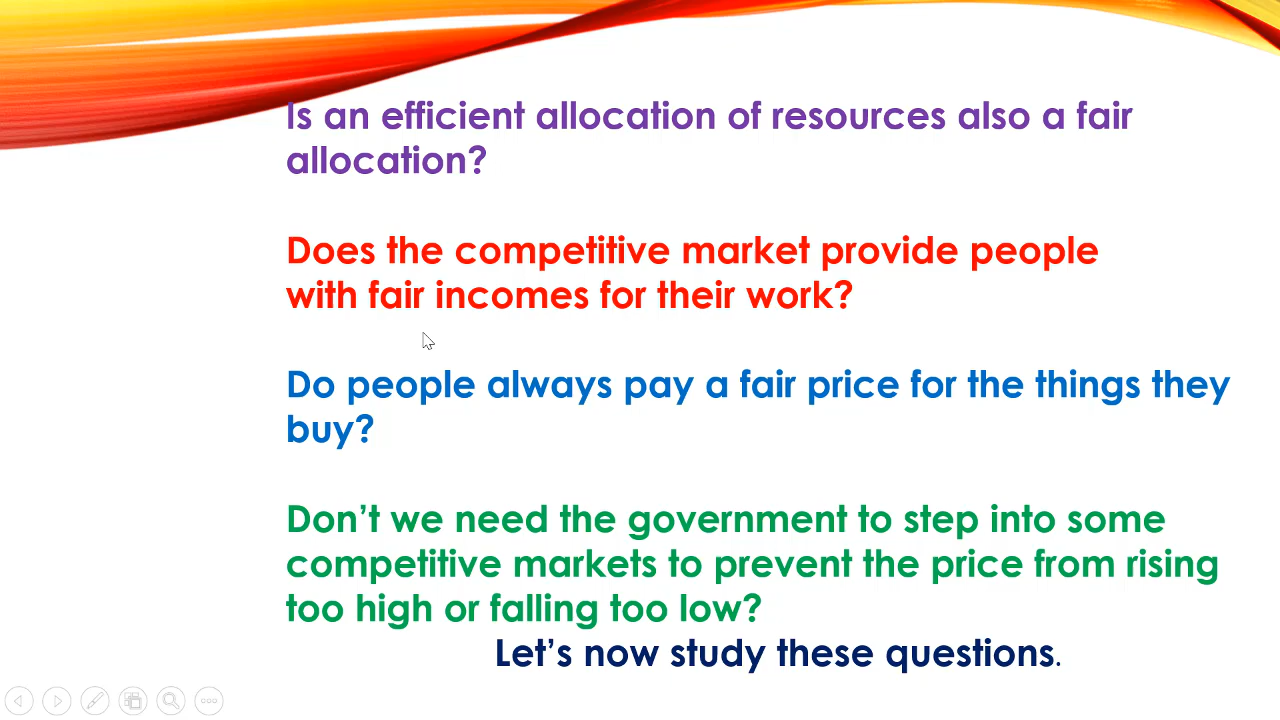 Is an efficient allocation of resources also a fair
allocation?
Does the competitive market provide people
with fair incomes for their work?
Do people always pay a fair price for the things they
buy?
Don’t we need the government to step into some
competitive markets to prevent the price from rising
too high or falling too low?
Let’s now study these questions.